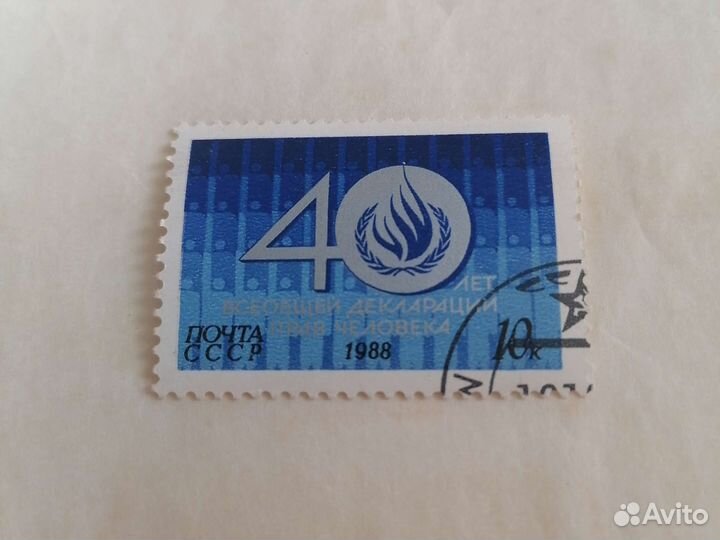 40
ЛЕТ
ВСЕОБЩЕЙ ДЕКЛАРАЦИИ
ПРАВ ЧЕЛОВЕКА
ПОЧТА
СССР
1988
10к
Avito